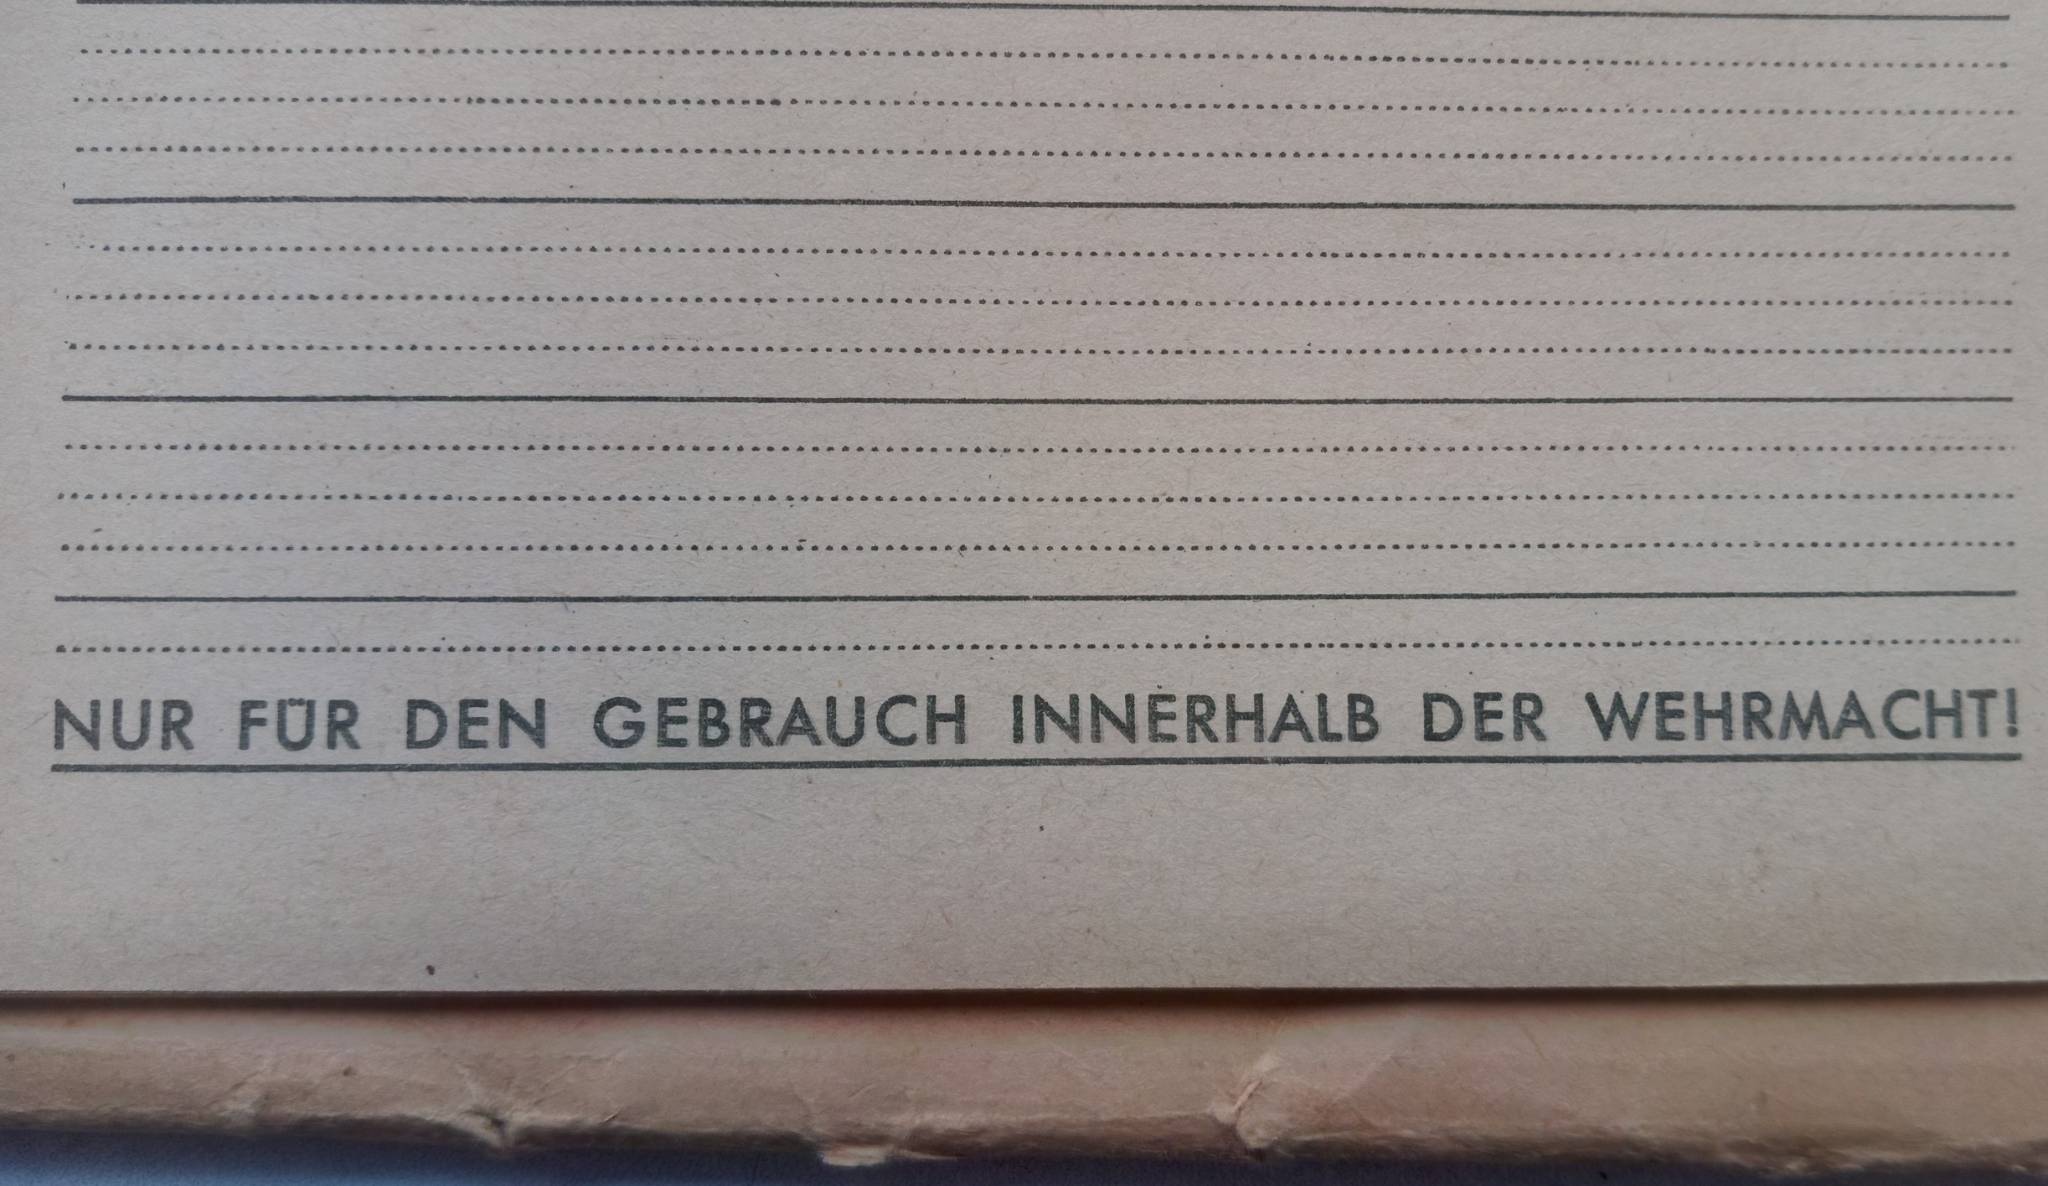 NUR FÜR DEN GEBRAUCH INNERHALB DER WEHRMACHT!